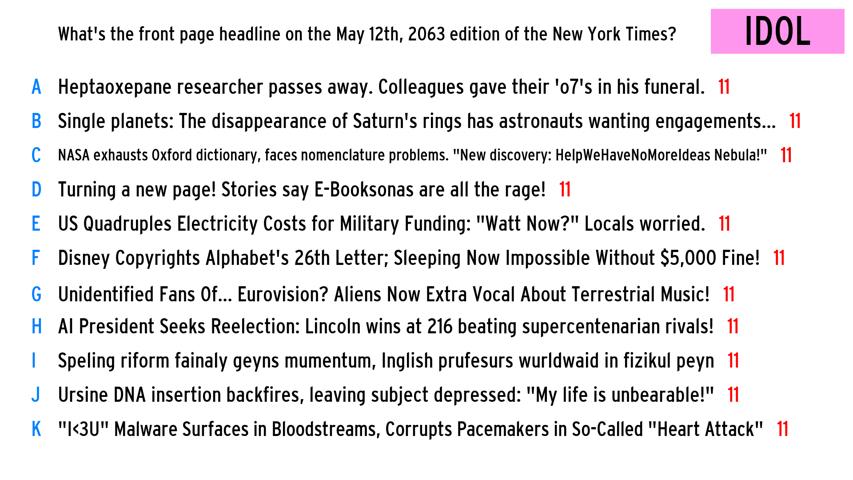 What's the front page headline on the May 12th, 2063 edition of the New York Times?
IDOL
A Heptaoxepane researcher passes away. Colleagues gave their 'o7's in his funeral. 11
B Single planets: The disappearance of Saturn's rings has astronauts wanting engagements... 11
C NASA exhausts Oxford dictionary, faces nomenclature problems. "New discovery: HelpWeHaveNoMoreIdeas Nebula!" 11
D Turning a new page! Stories say E-Booksonas are all the rage! 11
E US Quadruples Electricity Costs for Military Funding: "Watt Now?" Locals worried. 11
F Disney Copyrights Alphabet's 26th Letter; Sleeping Now Impossible Without $5,000 Fine! 11
G Unidentified Fans Of... Eurovision? Aliens Now Extra Vocal About Terrestrial Music! 11
H AI President Seeks Reelection: Lincoln wins at 216 beating supercentenarian rivals! 11
I Speling riform fainaly geyns mumentum, Inglish prufesurs wurldwaid in fizikul peyn 11
J Ursine DNA insertion backfires, leaving subject depressed: "My life is unbearable!" 11
K "I<3U" Malware Surfaces in Bloodstreams, Corrupts Pacemakers in So-Called "Heart Attack" 11